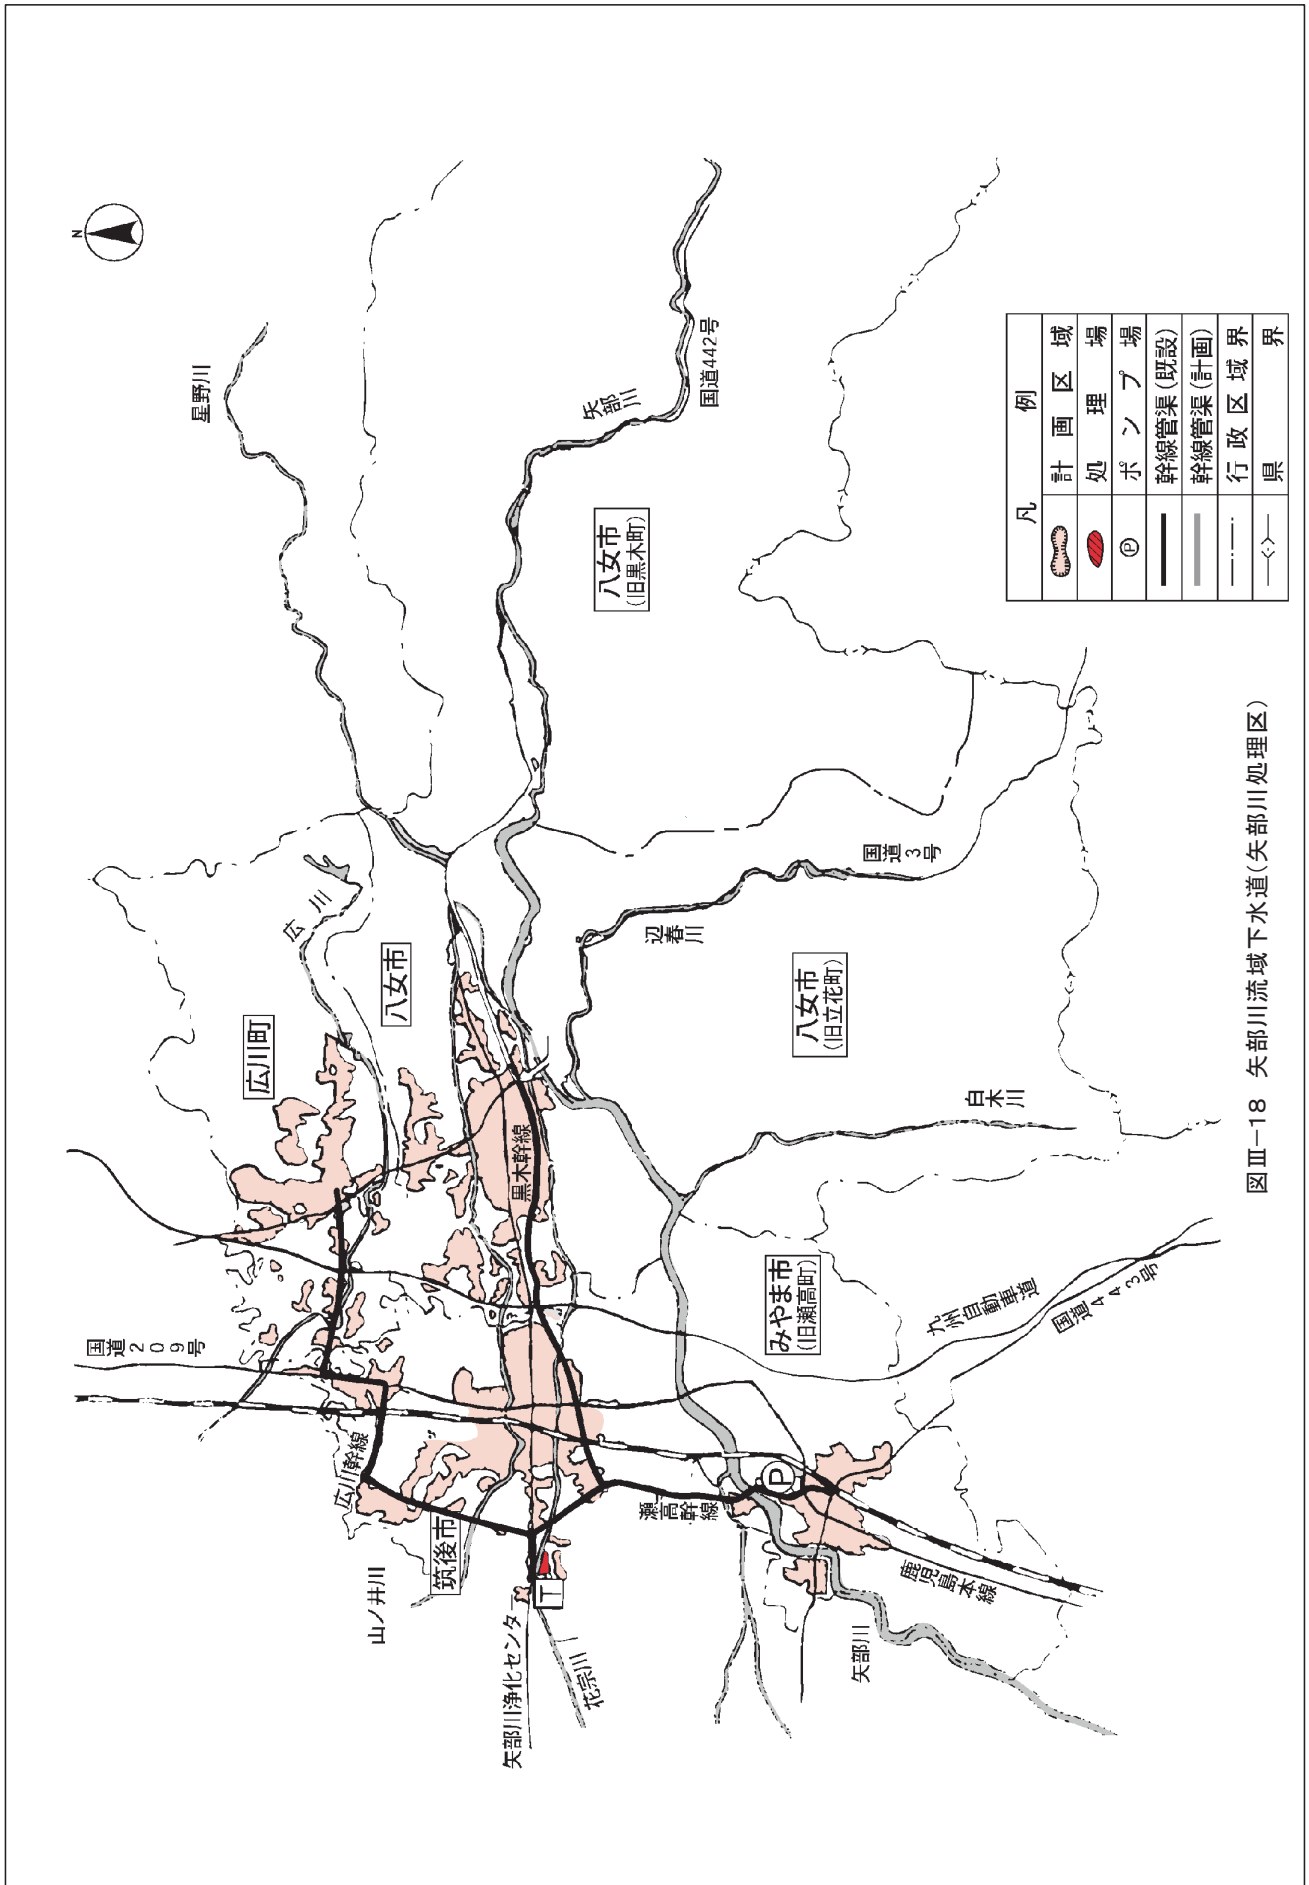 N
星野川
矢部川
国道442号
広川
八女市
広川町
八女市
(旧黒木町)
国道3号
辺春川
八女市
(旧立花町)
白木川
黒木幹線
国道209号
広川幹線
筑後市
山ノ井川
みやま市
(旧瀬高町)
九州自動車道
国道443号
瀬高幹線
P
T
矢部川浄化センター
花宗川
鹿児島本線
矢部川
凡例
計画区域
処理場
P ポンプ場
幹線管渠(既設)
幹線管渠(計画)
行政区域界
県界
図Ⅲ-18 矢部川流域下水道(矢部川処理区)